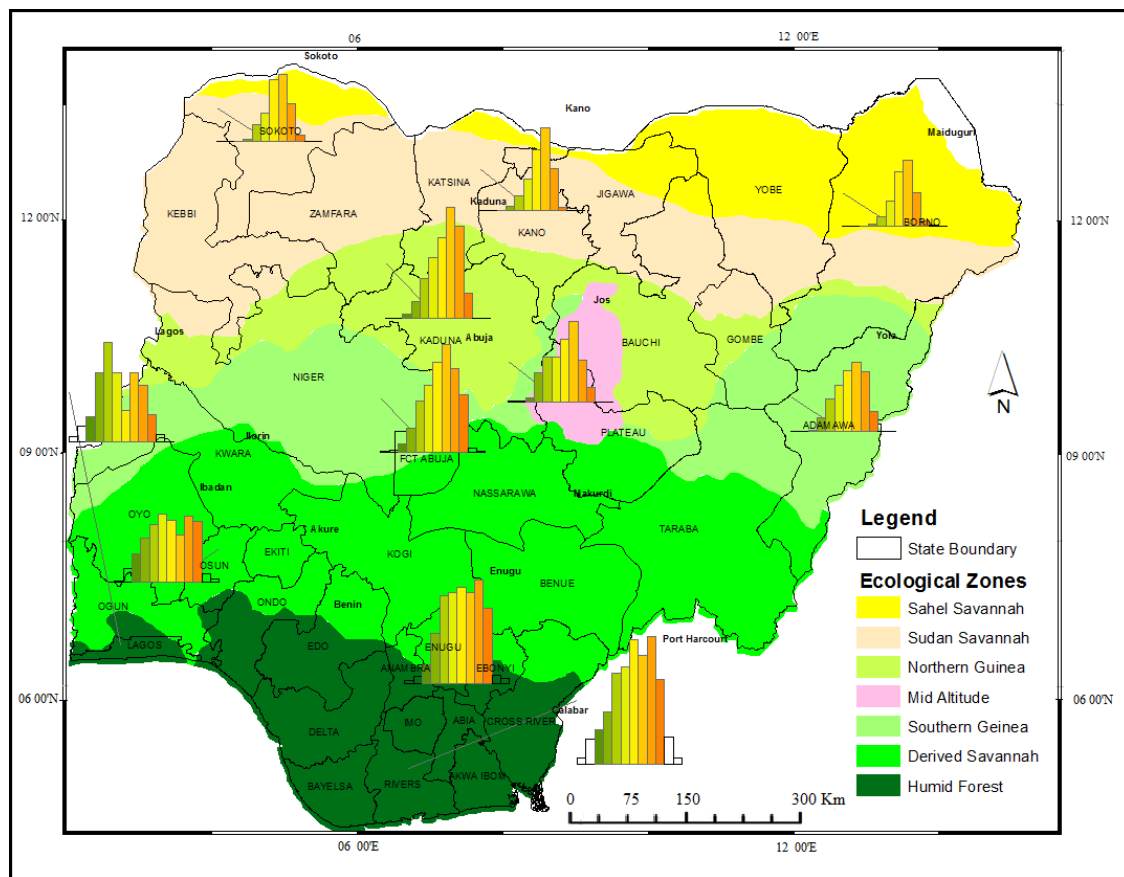 06
12 00'E
Sokoto
Kano
Maiduguri
SOKOTO
KATSINA
JIGAWA
YOBE
Kaduna
KEBBI
ZAMFARA
BORNO
12 00'N
12 00'N
KANO
Jos
Lagos
Abuja
Yola
KADUNA
BAUCHI
GOMBE
NIGER
N
ADAMAWA
PLATEAU
Ilorin
09 00'N
09 00'N
KWARA
FCT ABUJA
Ibadan
NASSARAWA
Makurdi
OYO
Akure
TARABA
Legend
State Boundary
EKITI
KOGI
OSUN
Enugu
BENUE
Ecological Zones
Sahel Savannah
OGUN
ONDO
Benin
Sudan Savannah
LAGOS
EDO
ENUGU
Port Harcourt
ANAMBRA
EBONYI
Northern Guinea
06 00'N
06 00'N
Mid Altitude
Calabar
IMO
ABIA
CROSS RIVER
DELTA
Southern Geinea
Derived Savannah
BAYELSA
RIVERS
AKWA IBOM
Humid Forest
0 75 150 300 Km
06 00'E
12 00'E